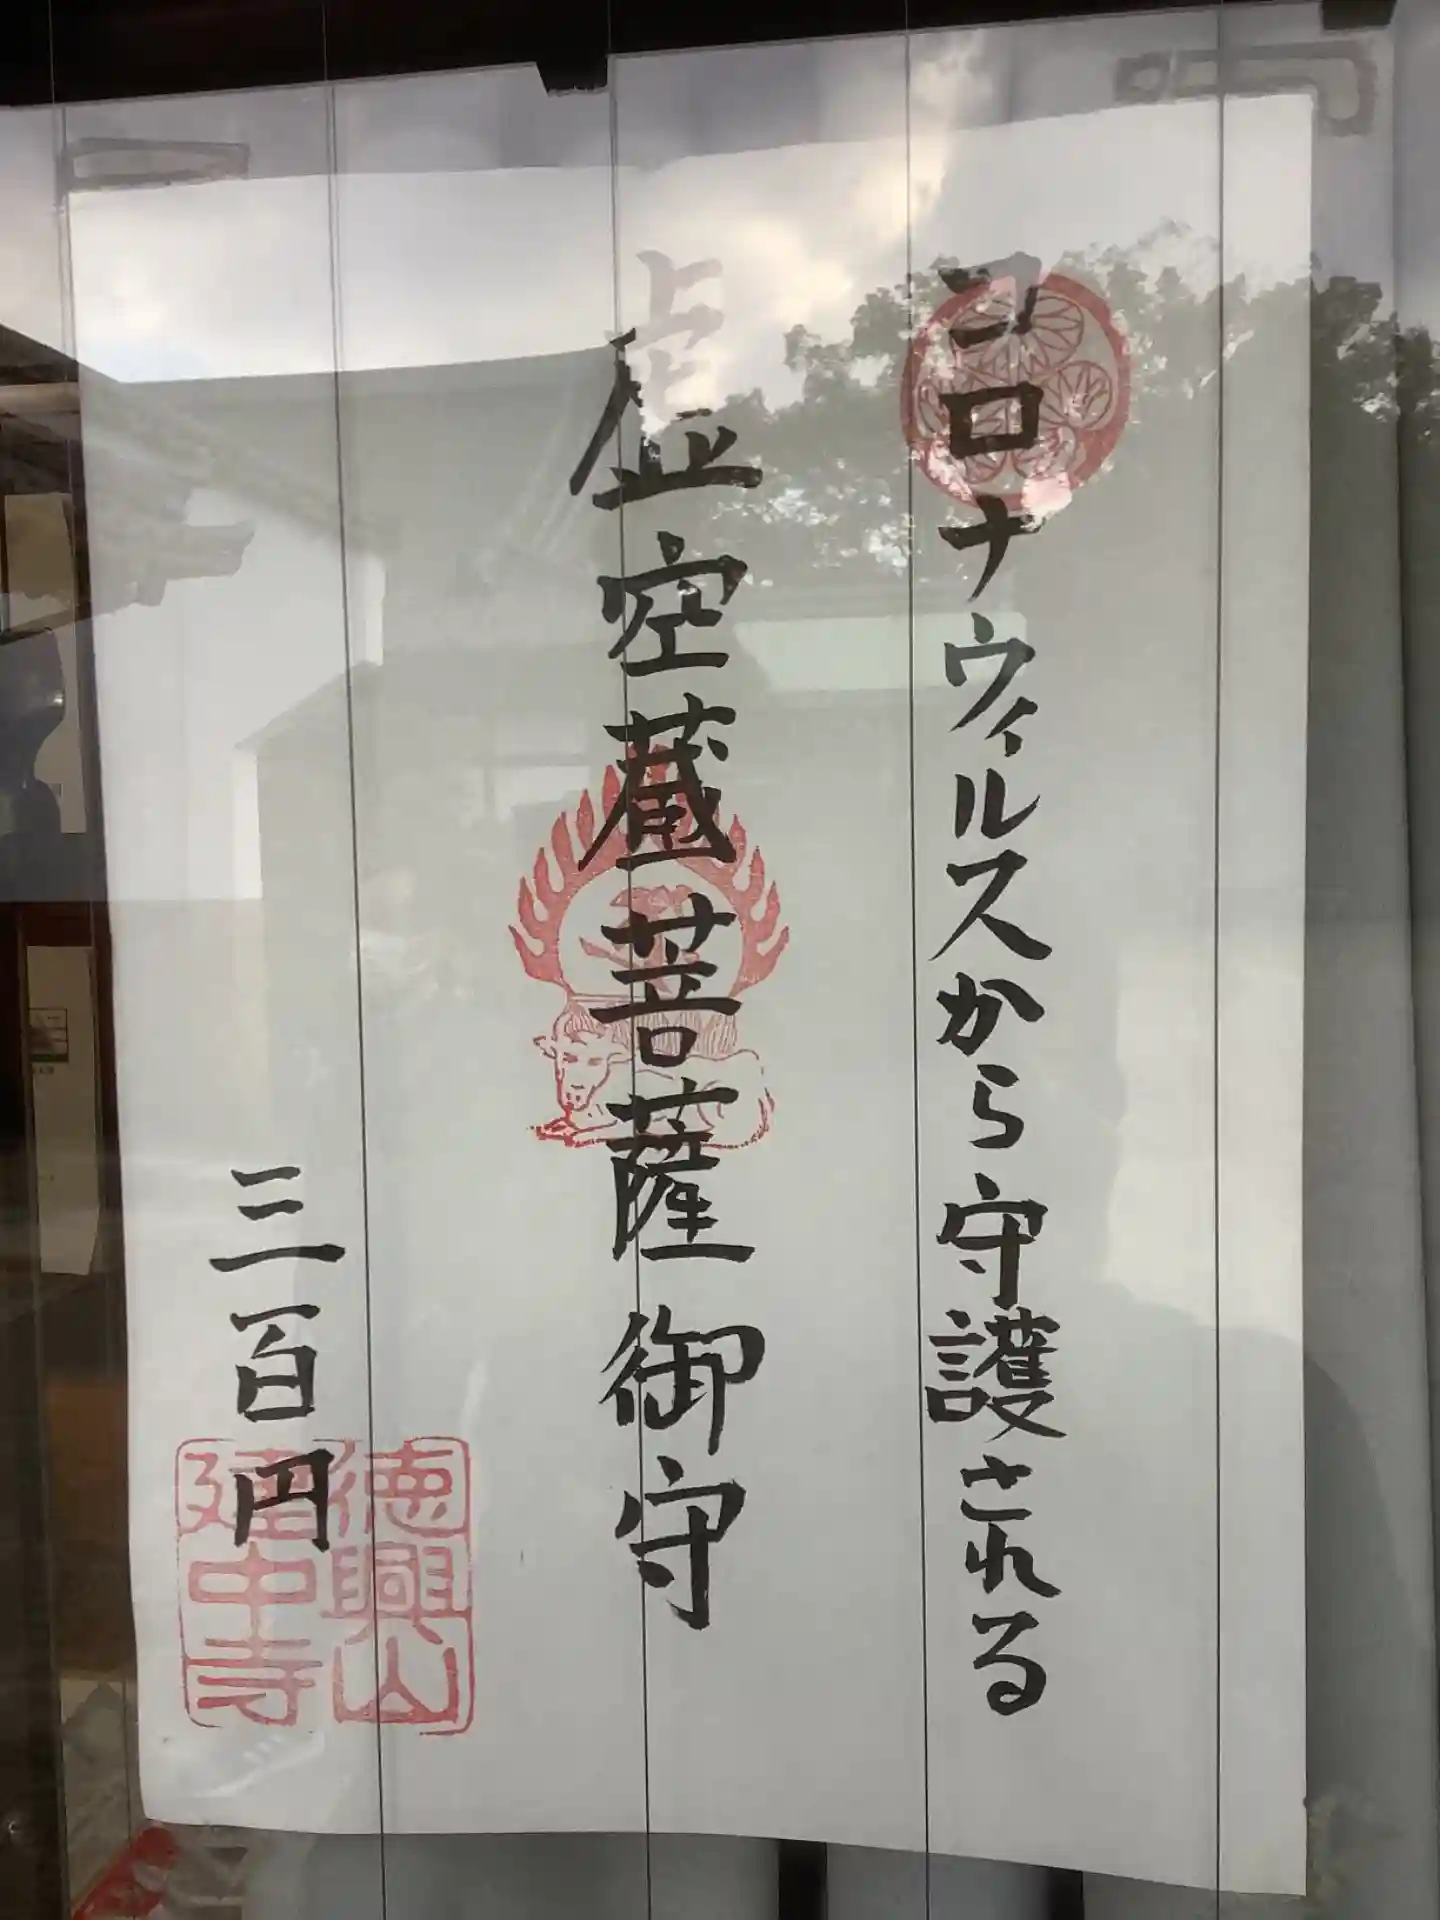 コロナウィルスから守護される
虚空蔵菩薩御守
三百円
徳興山
建中寺